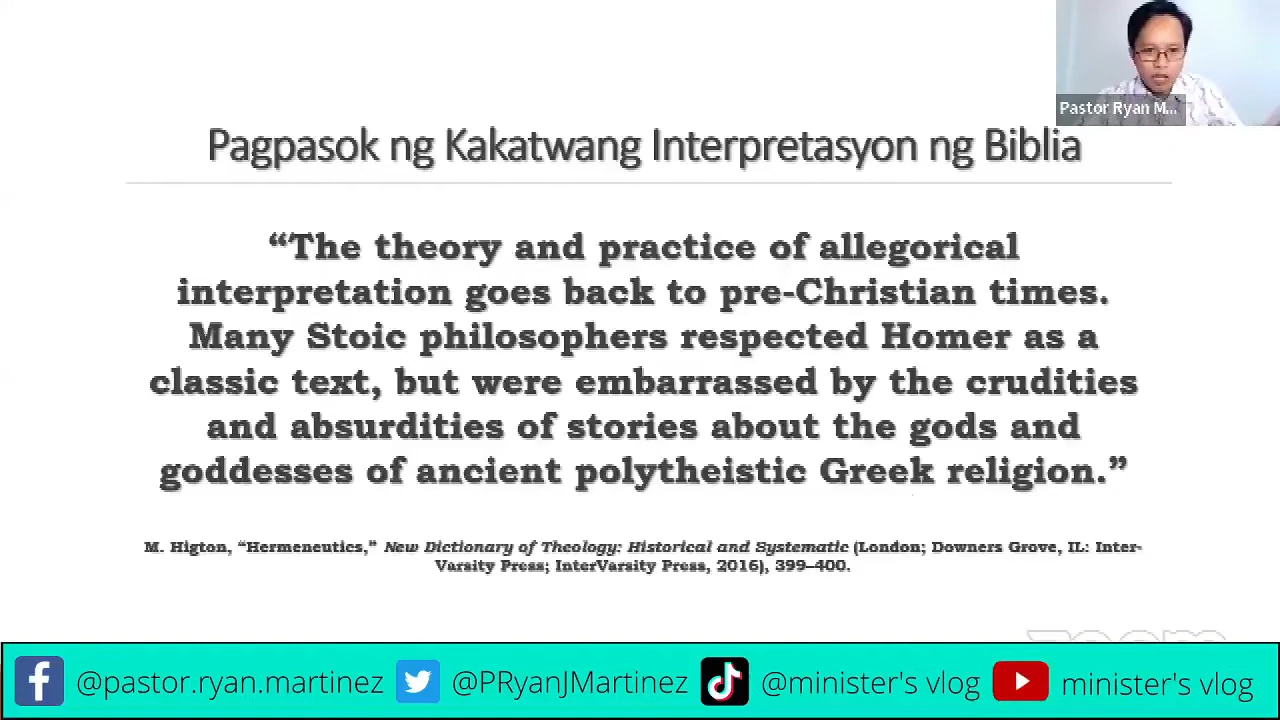 Pastor Ryan M...
Pagpasok ng Kakatwang Interpretasyon ng Biblia
“The theory and practice of allegorical
interpretation goes back to pre-Christian times.
Many Stoic philosophers respected Homer as a
classic text, but were embarrassed by the crudities
and absurdities of stories about the gods and
goddesses of ancient polytheistic Greek religion.”
M. Higton, “Hermeneutics,” New Dictionary of Theology: Historical and Systematic (London; Downers Grove, IL: Inter-
Varsity Press; InterVarsity Press, 2016), 399–400.
zoom
@pastor.ryan.martinez @PRyanJMartinez @minister's vlog minister's vlog